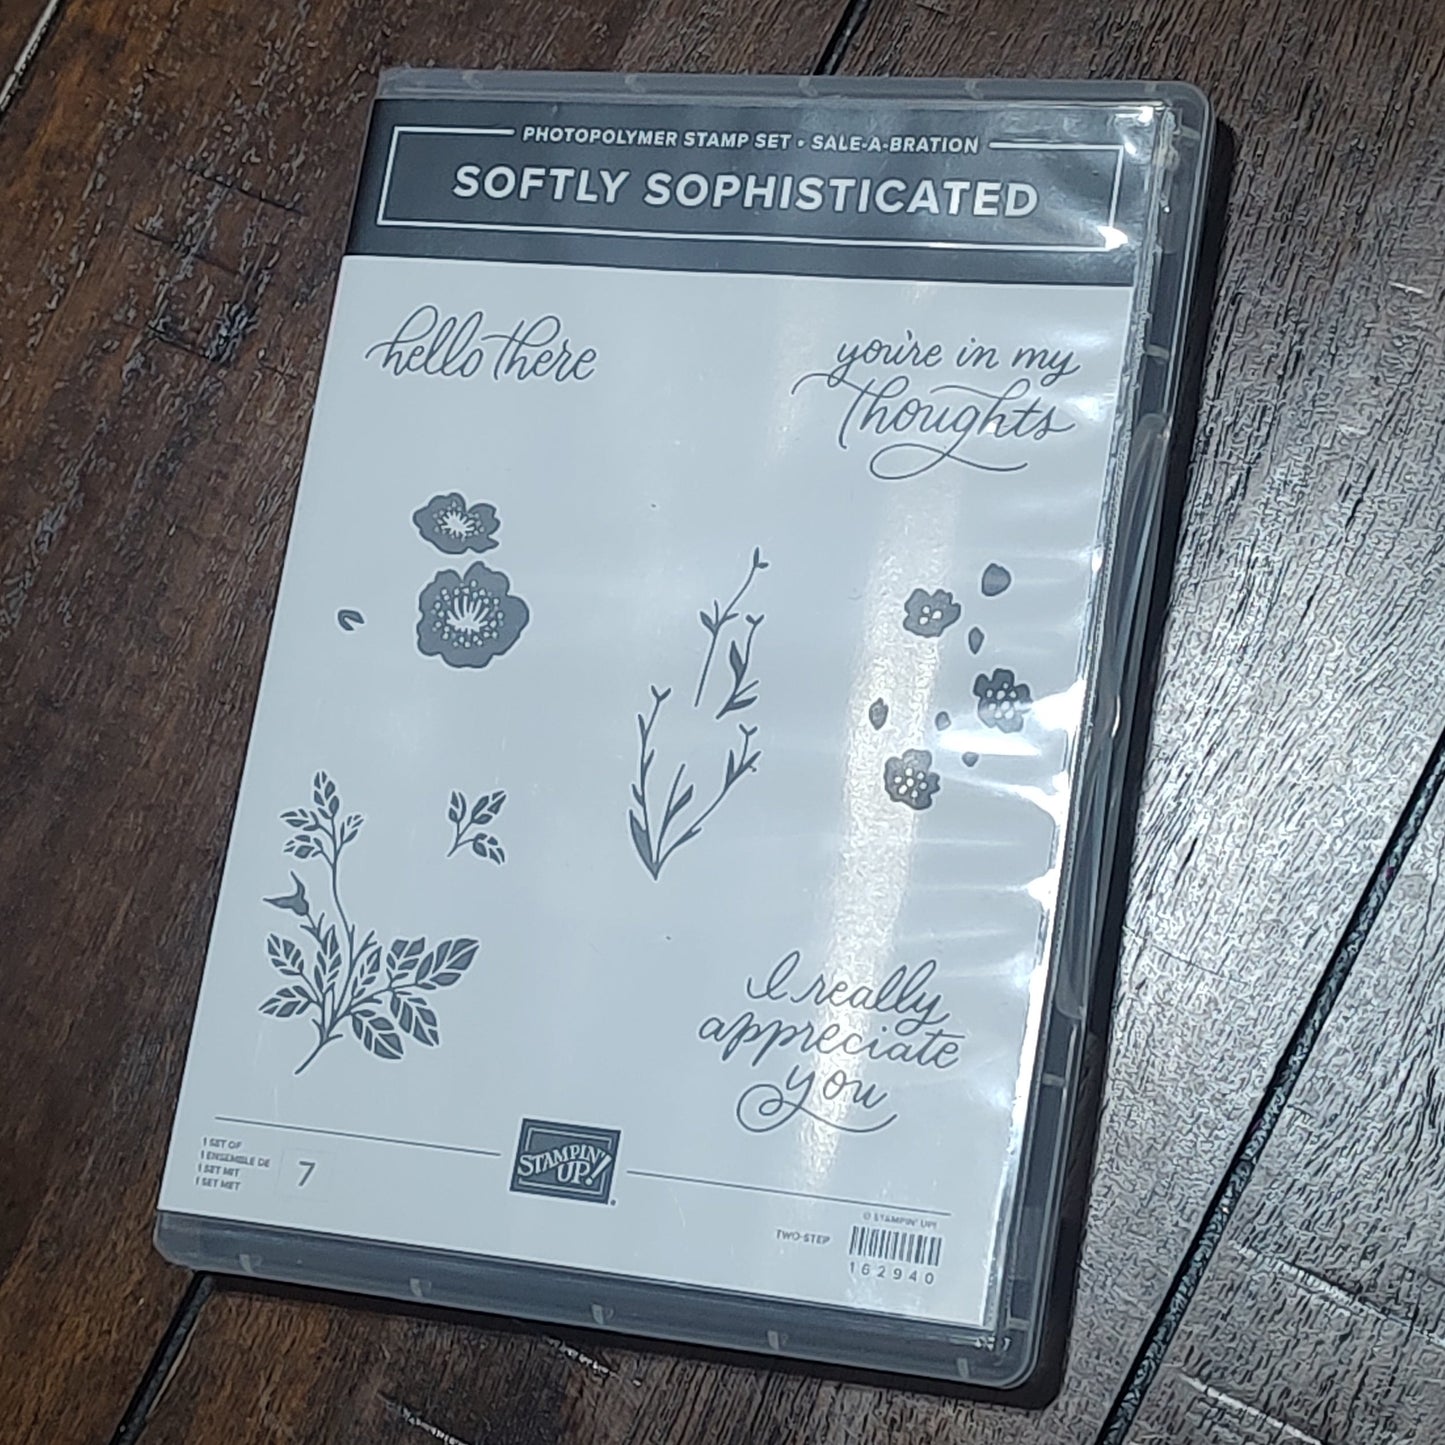 PHOTOPOLYMER STAMP SET • SALE-A-BRATION
SOFTLY SOPHISTICATED
hello there
you're in my
thoughts
I really
appreciate
you
1 SET OF
1 ENSEMBLE DE
1 SET MIT
1 SET MET
7
STAMPIN'
UP!
TWO-STEP
© STAMPIN' UP!
162940